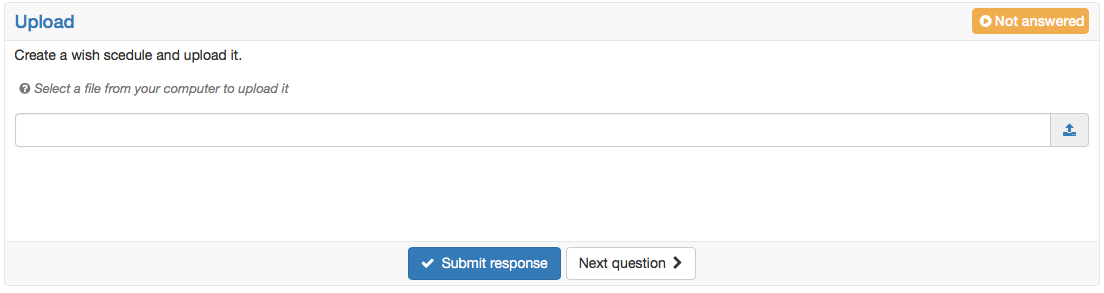 Upload
Not answered
Create a wish scedule and upload it.
Select a file from your computer to upload it
Submit response
Next question